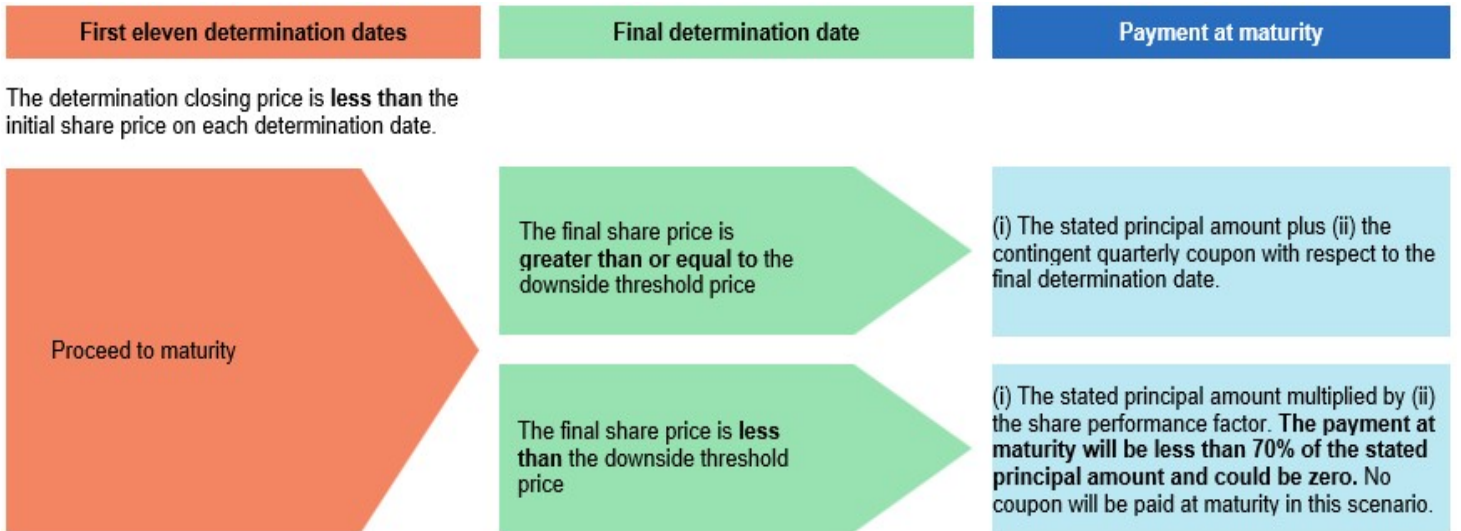 First eleven determination dates
Final determination date
Payment at maturity
The determination closing price is less than the
initial share price on each determination date.
Proceed to maturity
The final share price is
greater than or equal to the
downside threshold price
(i) The stated principal amount plus (ii) the
contingent quarterly coupon with respect to the
final determination date.
The final share price is less
than the downside threshold
price
(i) The stated principal amount multiplied by (ii)
the share performance factor. The payment at
maturity will be less than 70% of the stated
principal amount and could be zero. No
coupon will be paid at maturity in this scenario.